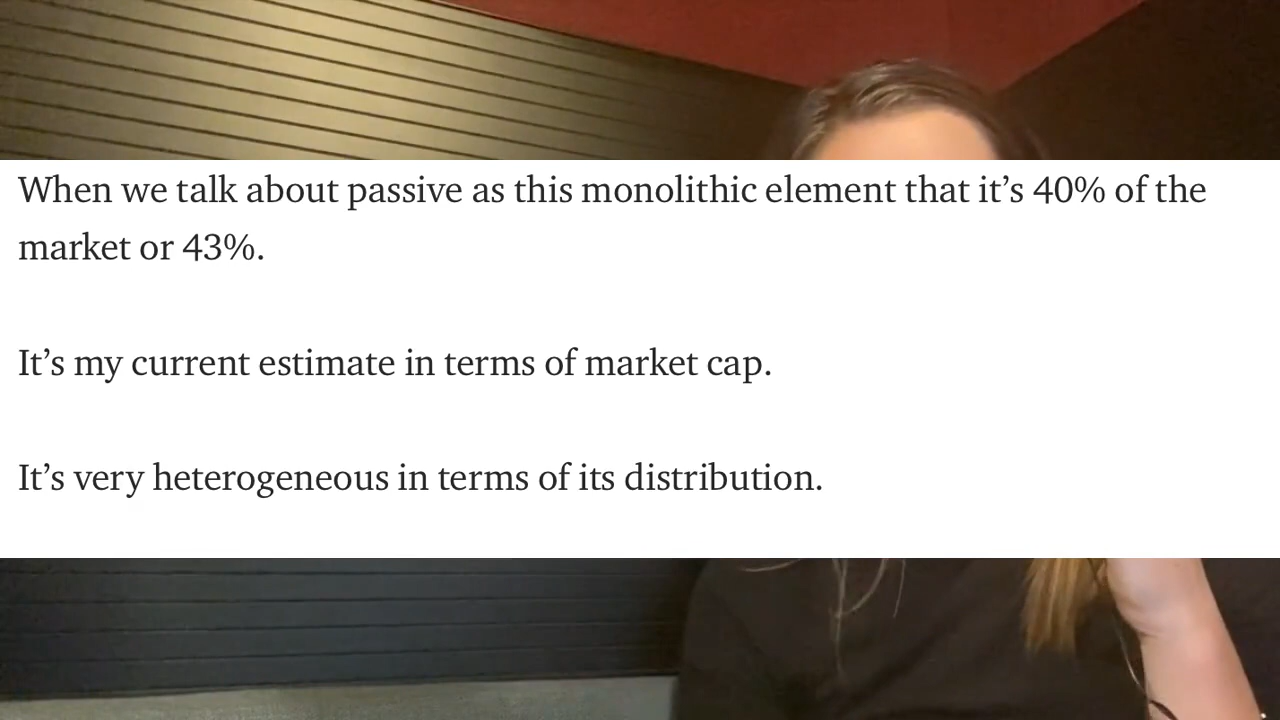 When we talk about passive as this monolithic element that it’s 40% of the
market or 43%.
It’s my current estimate in terms of market cap.
It’s very heterogeneous in terms of its distribution.